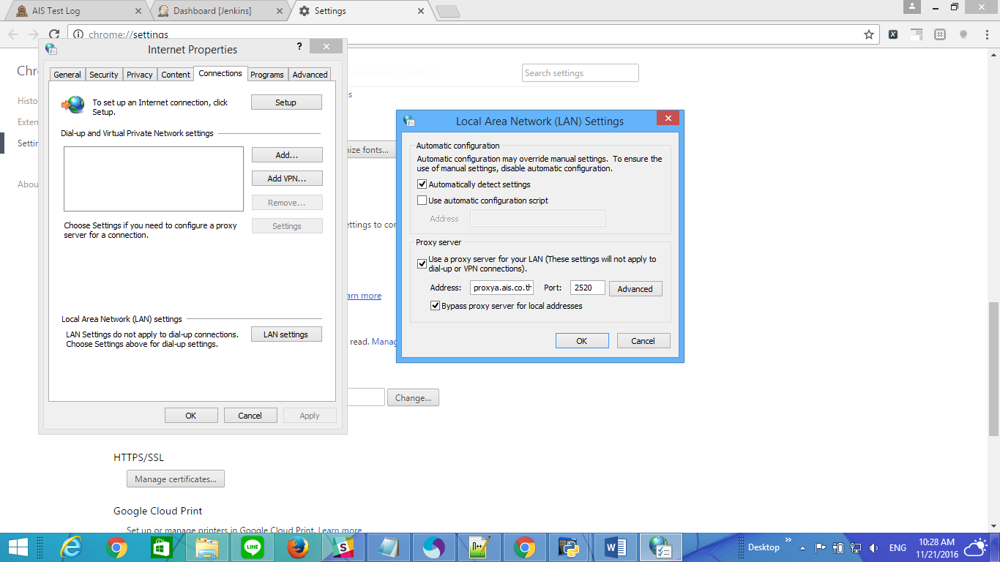 AIS Test Log
Dashboard [Jenkins]
Settings
chrome://settings
Internet Properties
?
General
Security
Privacy
Content
Connections
Programs
Advanced
To set up an Internet connection, click
Setup.
Setup
Dial-up and Virtual Private Network settings
Add...
Add VPN...
Remove...
Choose Settings if you need to configure a proxy
server for a connection.
Settings
Local Area Network (LAN) settings
LAN Settings do not apply to dial-up connections.
Choose Settings above for dial-up settings.
LAN settings
OK
Cancel
Apply
Chr
Histo
Exten
Settin
Abou
Search settings
s
ize fonts...
ettings to con
arn more
read. Manag
Change...
Local Area Network (LAN) Settings
Automatic configuration
Automatic configuration may override manual settings. To ensure the
use of manual settings, disable automatic configuration.
Automatically detect settings
Use automatic configuration script
Address
Proxy server
Use a proxy server for your LAN (These settings will not apply to
dial-up or VPN connections).
Address:
proxya.ais.co.th
Port:
2520
Advanced
Bypass proxy server for local addresses
OK
Cancel
HTTPS/SSL
Manage certificates...
Google Cloud Print
Set up or manage printers in Google Cloud Print. Learn more
LINE
Desktop
ENG
10:28 AM
11/21/2016